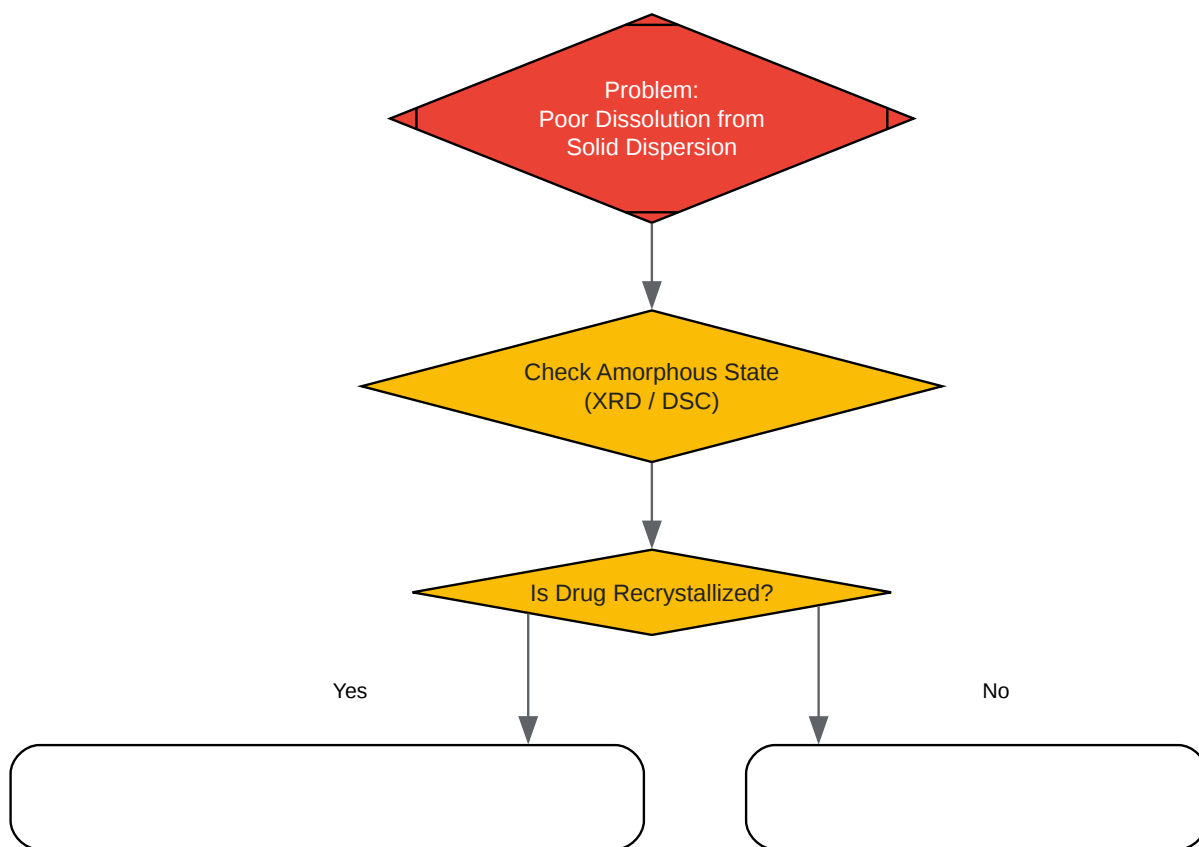 Problem:
Poor Dissolution from
Solid Dispersion
Check Amorphous State
(XRD / DSC)
Is Drug Recrystallized?
Yes
No